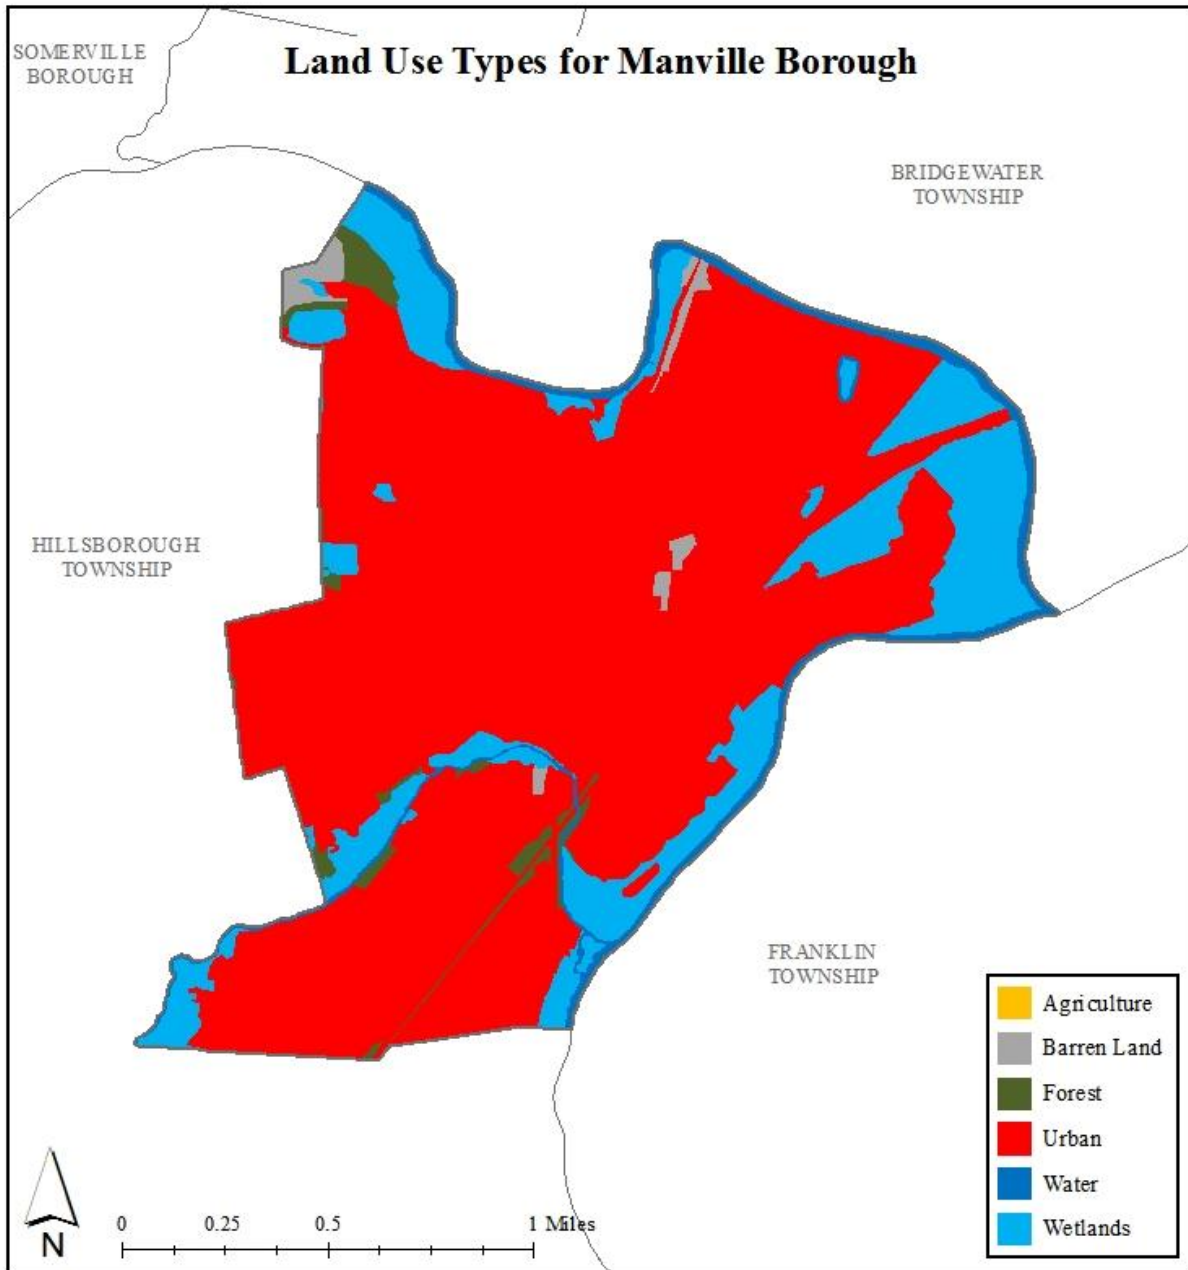 SOMERVILLE
BOROUGH
Land Use Types for Manville Borough
BRIDGEWATER
TOWNSHIP
HILLSBOROUGH
TOWNSHIP
FRANKLIN
TOWNSHIP
Agriculture
Barren Land
Forest
Urban
Water
Wetlands
N
0 0.25 0.5 1 Miles